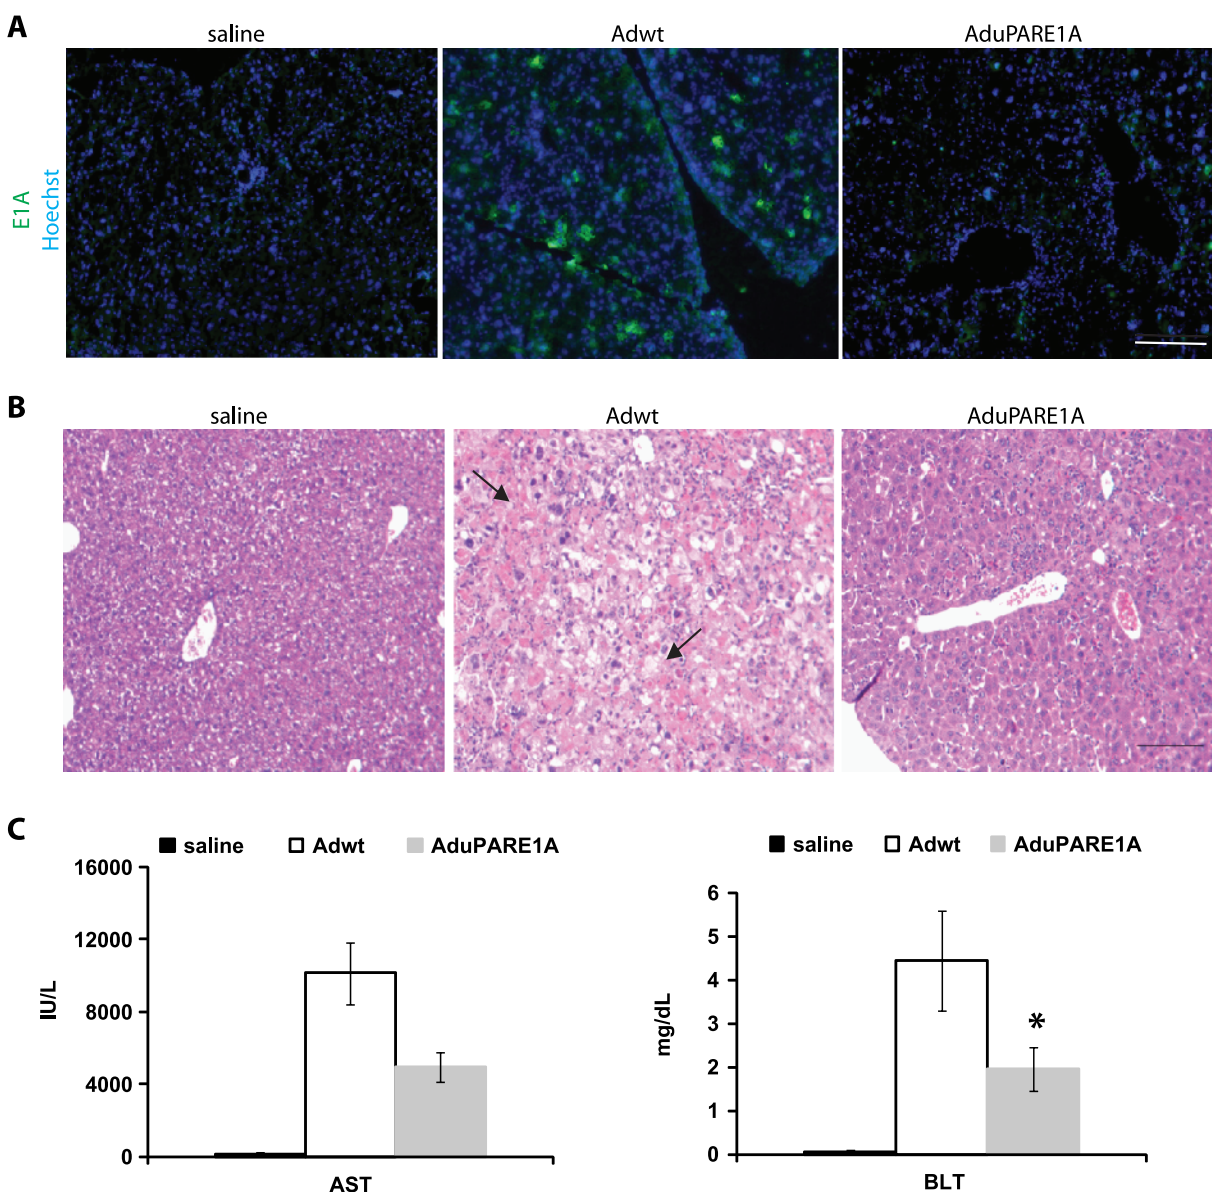 A
saline Adwt AduPARE1A
E1A
Hoechst
B
saline Adwt AduPARE1A
C
saline Adwt AduPARE1A
16000
12000
8000
4000
0
IU/L
AST
saline Adwt AduPARE1A
6
5
4
3
2
1
0
mg/dL
*
BLT